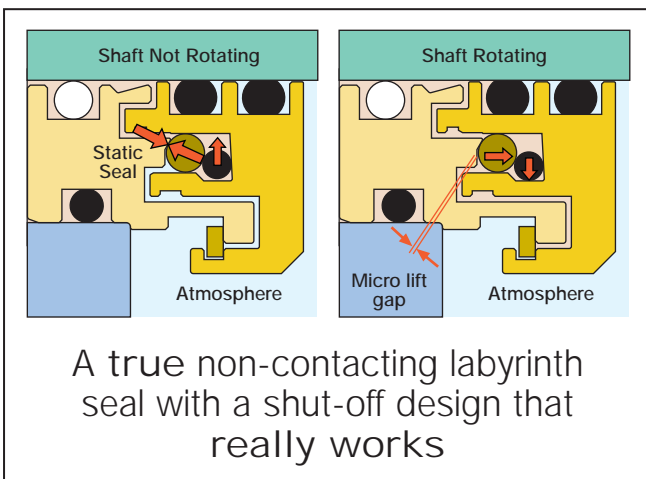 Shaft Not Rotating
Static
Seal
Atmosphere
Shaft Rotating
Micro lift
gap
Atmosphere
A true non-contacting labyrinth
seal with a shut-off design that
really works